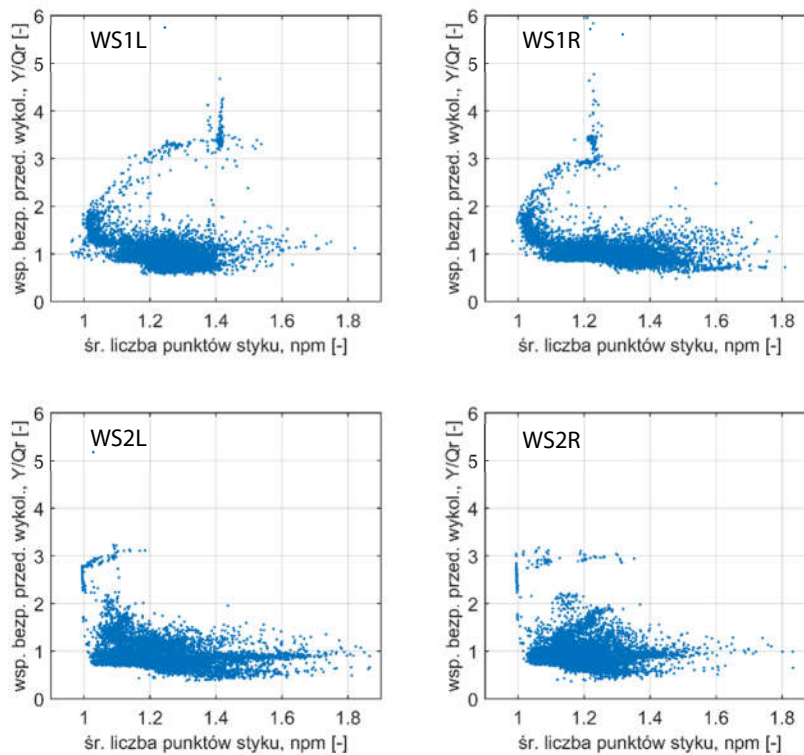 WS1L
wsp. bezp. przed. wykol., Y/Qr [-]
6
5
4
3
2
1
0
1 1.2 1.4 1.6 1.8
śr. liczba punktów styku, npm [-]
WS1R
wsp. bezp. przed. wykol., Y/Qr [-]
6
5
4
3
2
1
0
1 1.2 1.4 1.6 1.8
śr. liczba punktów styku, npm [-]
WS2L
wsp. bezp. przed. wykol., Y/Qr [-]
6
5
4
3
2
1
0
1 1.2 1.4 1.6 1.8
śr. liczba punktów styku, npm [-]
WS2R
wsp. bezp. przed. wykol., Y/Qr [-]
6
5
4
3
2
1
0
1 1.2 1.4 1.6 1.8
śr. liczba punktów styku, npm [-]